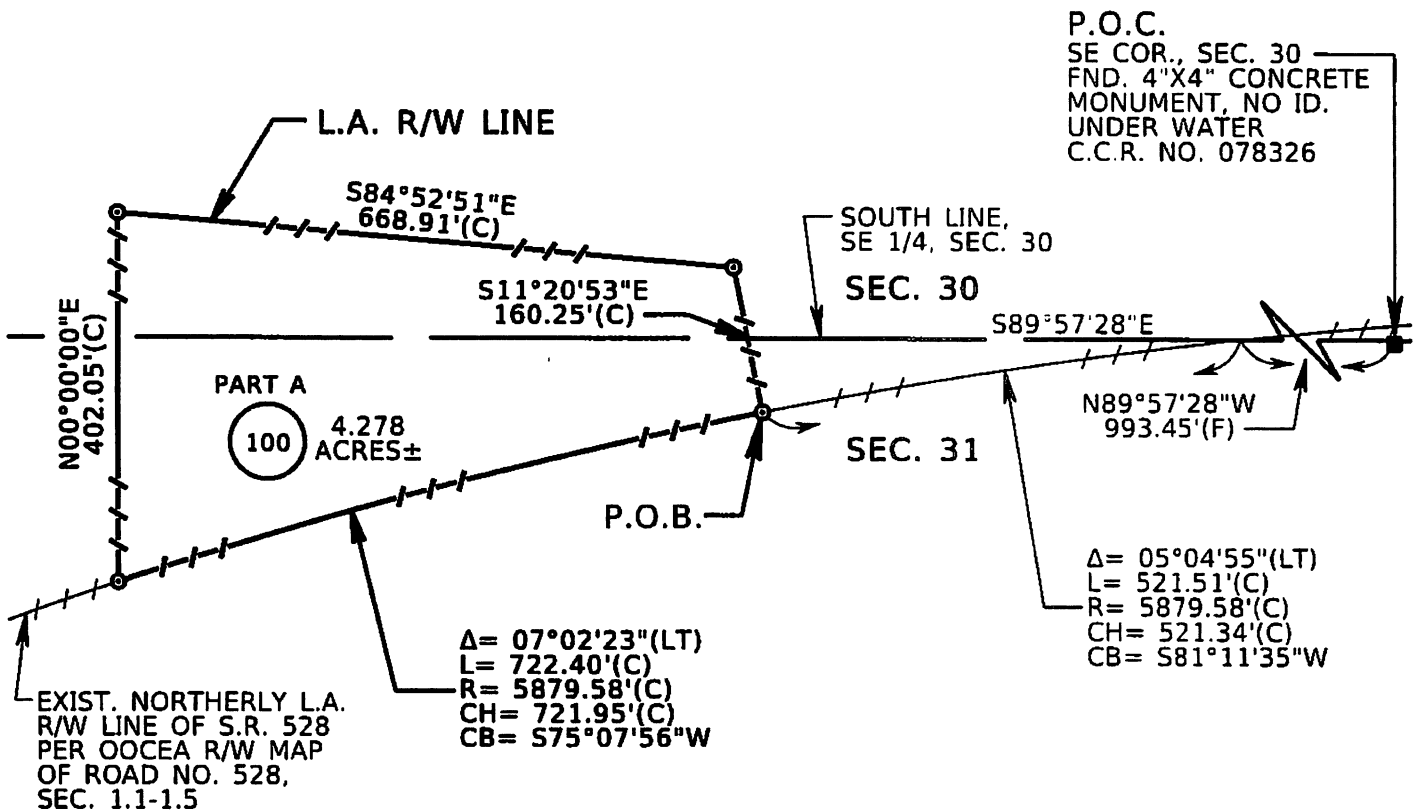 P.O.C.
SE COR., SEC. 30
FND. 4"X4" CONCRETE
MONUMENT, NO ID.
UNDER WATER
C.C.R. NO. 078326
L.A. R/W LINE
S84°52'51"E
668.91'(C)
SOUTH LINE,
SE 1/4, SEC. 30
S11°20'53"E
160.25'(C)
SEC. 30
S89°57'28"E
N00°00'00"E
402.05'(C)
PART A
100
4.278
ACRES±
N89°57'28"W
993.45'(F)
SEC. 31
P.O.B.
Δ= 05°04'55"(LT)
L= 521.51'(C)
R= 5879.58'(C)
CH= 521.34'(C)
CB= S81°11'35"W
Δ= 07°02'23"(LT)
L= 722.40'(C)
R= 5879.58'(C)
CH= 721.95'(C)
CB= S75°07'56"W
EXIST. NORTHERLY L.A.
R/W LINE OF S.R. 528
PER OOCEA R/W MAP
OF ROAD NO. 528,
SEC. 1.1-1.5